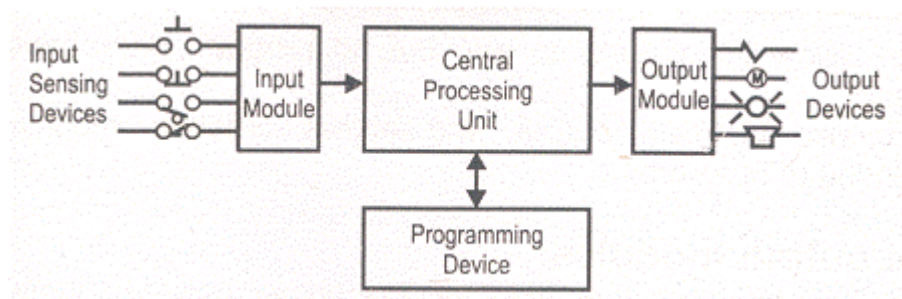 Input
Sensing
Devices
Input
Module
Central
Processing
Unit
Output
Module
M
Output
Devices
Programming
Device